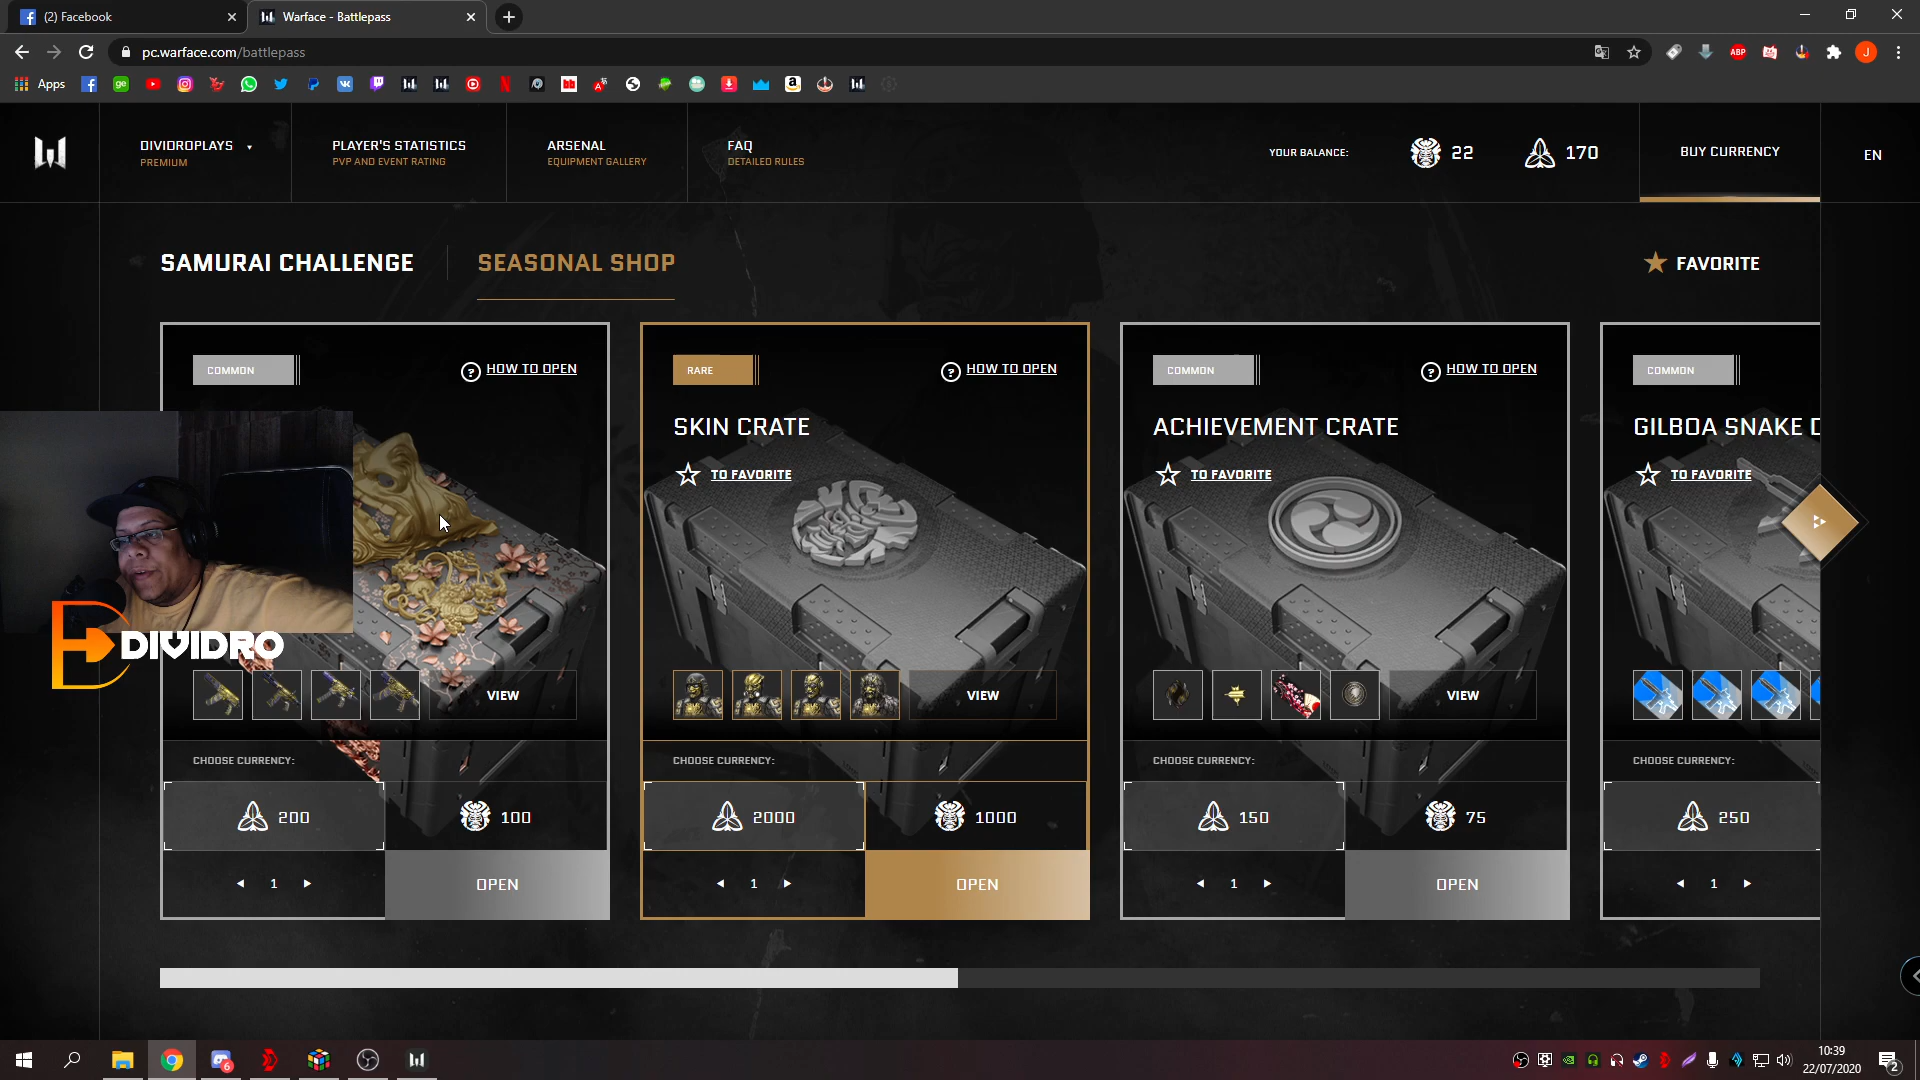 (2) Facebook
Warface - Battlepass
pc.warface.com/battlepass
Apps
DIVIDROPLAYS
PREMIUM
PLAYER'S STATISTICS
PVP AND EVENT RATING
ARSENAL
EQUIPMENT GALLERY
FAQ
DETAILED RULES
YOUR BALANCE:
22
170
BUY CURRENCY
EN
SAMURAI CHALLENGE
SEASONAL SHOP
FAVORITE
COMMON
? HOW TO OPEN
VIEW
CHOOSE CURRENCY:
200
100
1
OPEN
RARE
? HOW TO OPEN
SKIN CRATE
TO FAVORITE
VIEW
CHOOSE CURRENCY:
2000
1000
1
OPEN
COMMON
? HOW TO OPEN
ACHIEVEMENT CRATE
TO FAVORITE
VIEW
CHOOSE CURRENCY:
150
75
1
OPEN
COMMON
GILBOA SNAKE
TO FAVORITE
CHOOSE CURRENCY:
250
1
DIVIDRO
10:39
22/07/2020